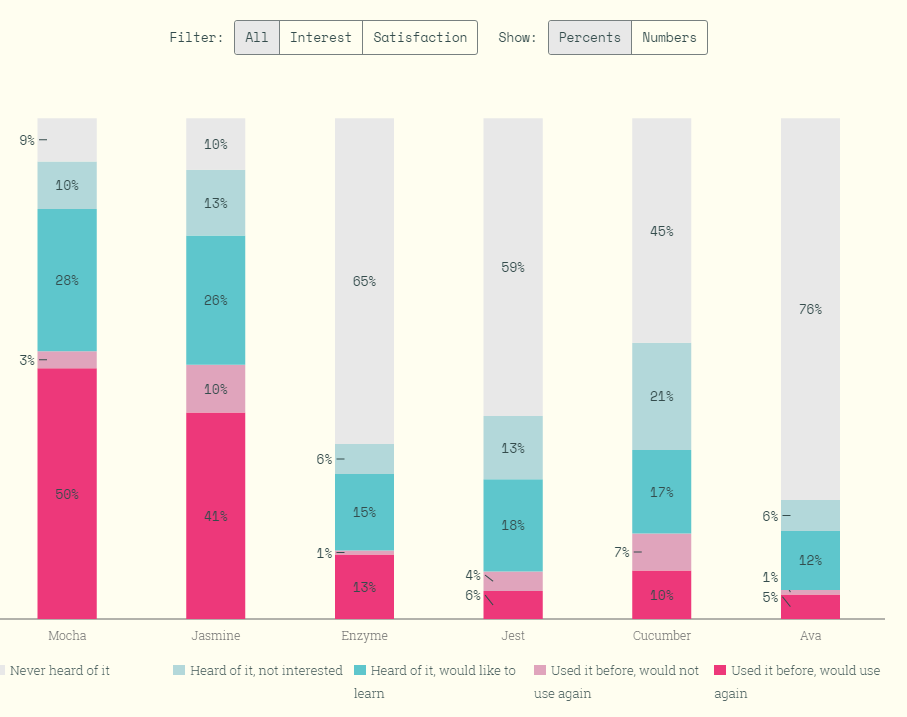 Filter: All Interest Satisfaction Show: Percents Numbers
9% 10% 28% 3% 50%
10% 13% 26% 10% 41%
65% 6% 15% 1% 13%
59% 13% 18% 4% 6%
45% 21% 17% 7% 10%
76% 6% 12% 1% 5%
Mocha Jasmine Enzyme Jest Cucumber Ava
Never heard of it
Heard of it, not interested
Heard of it, would like to
learn
Used it before, would not
use again
Used it before, would use
again